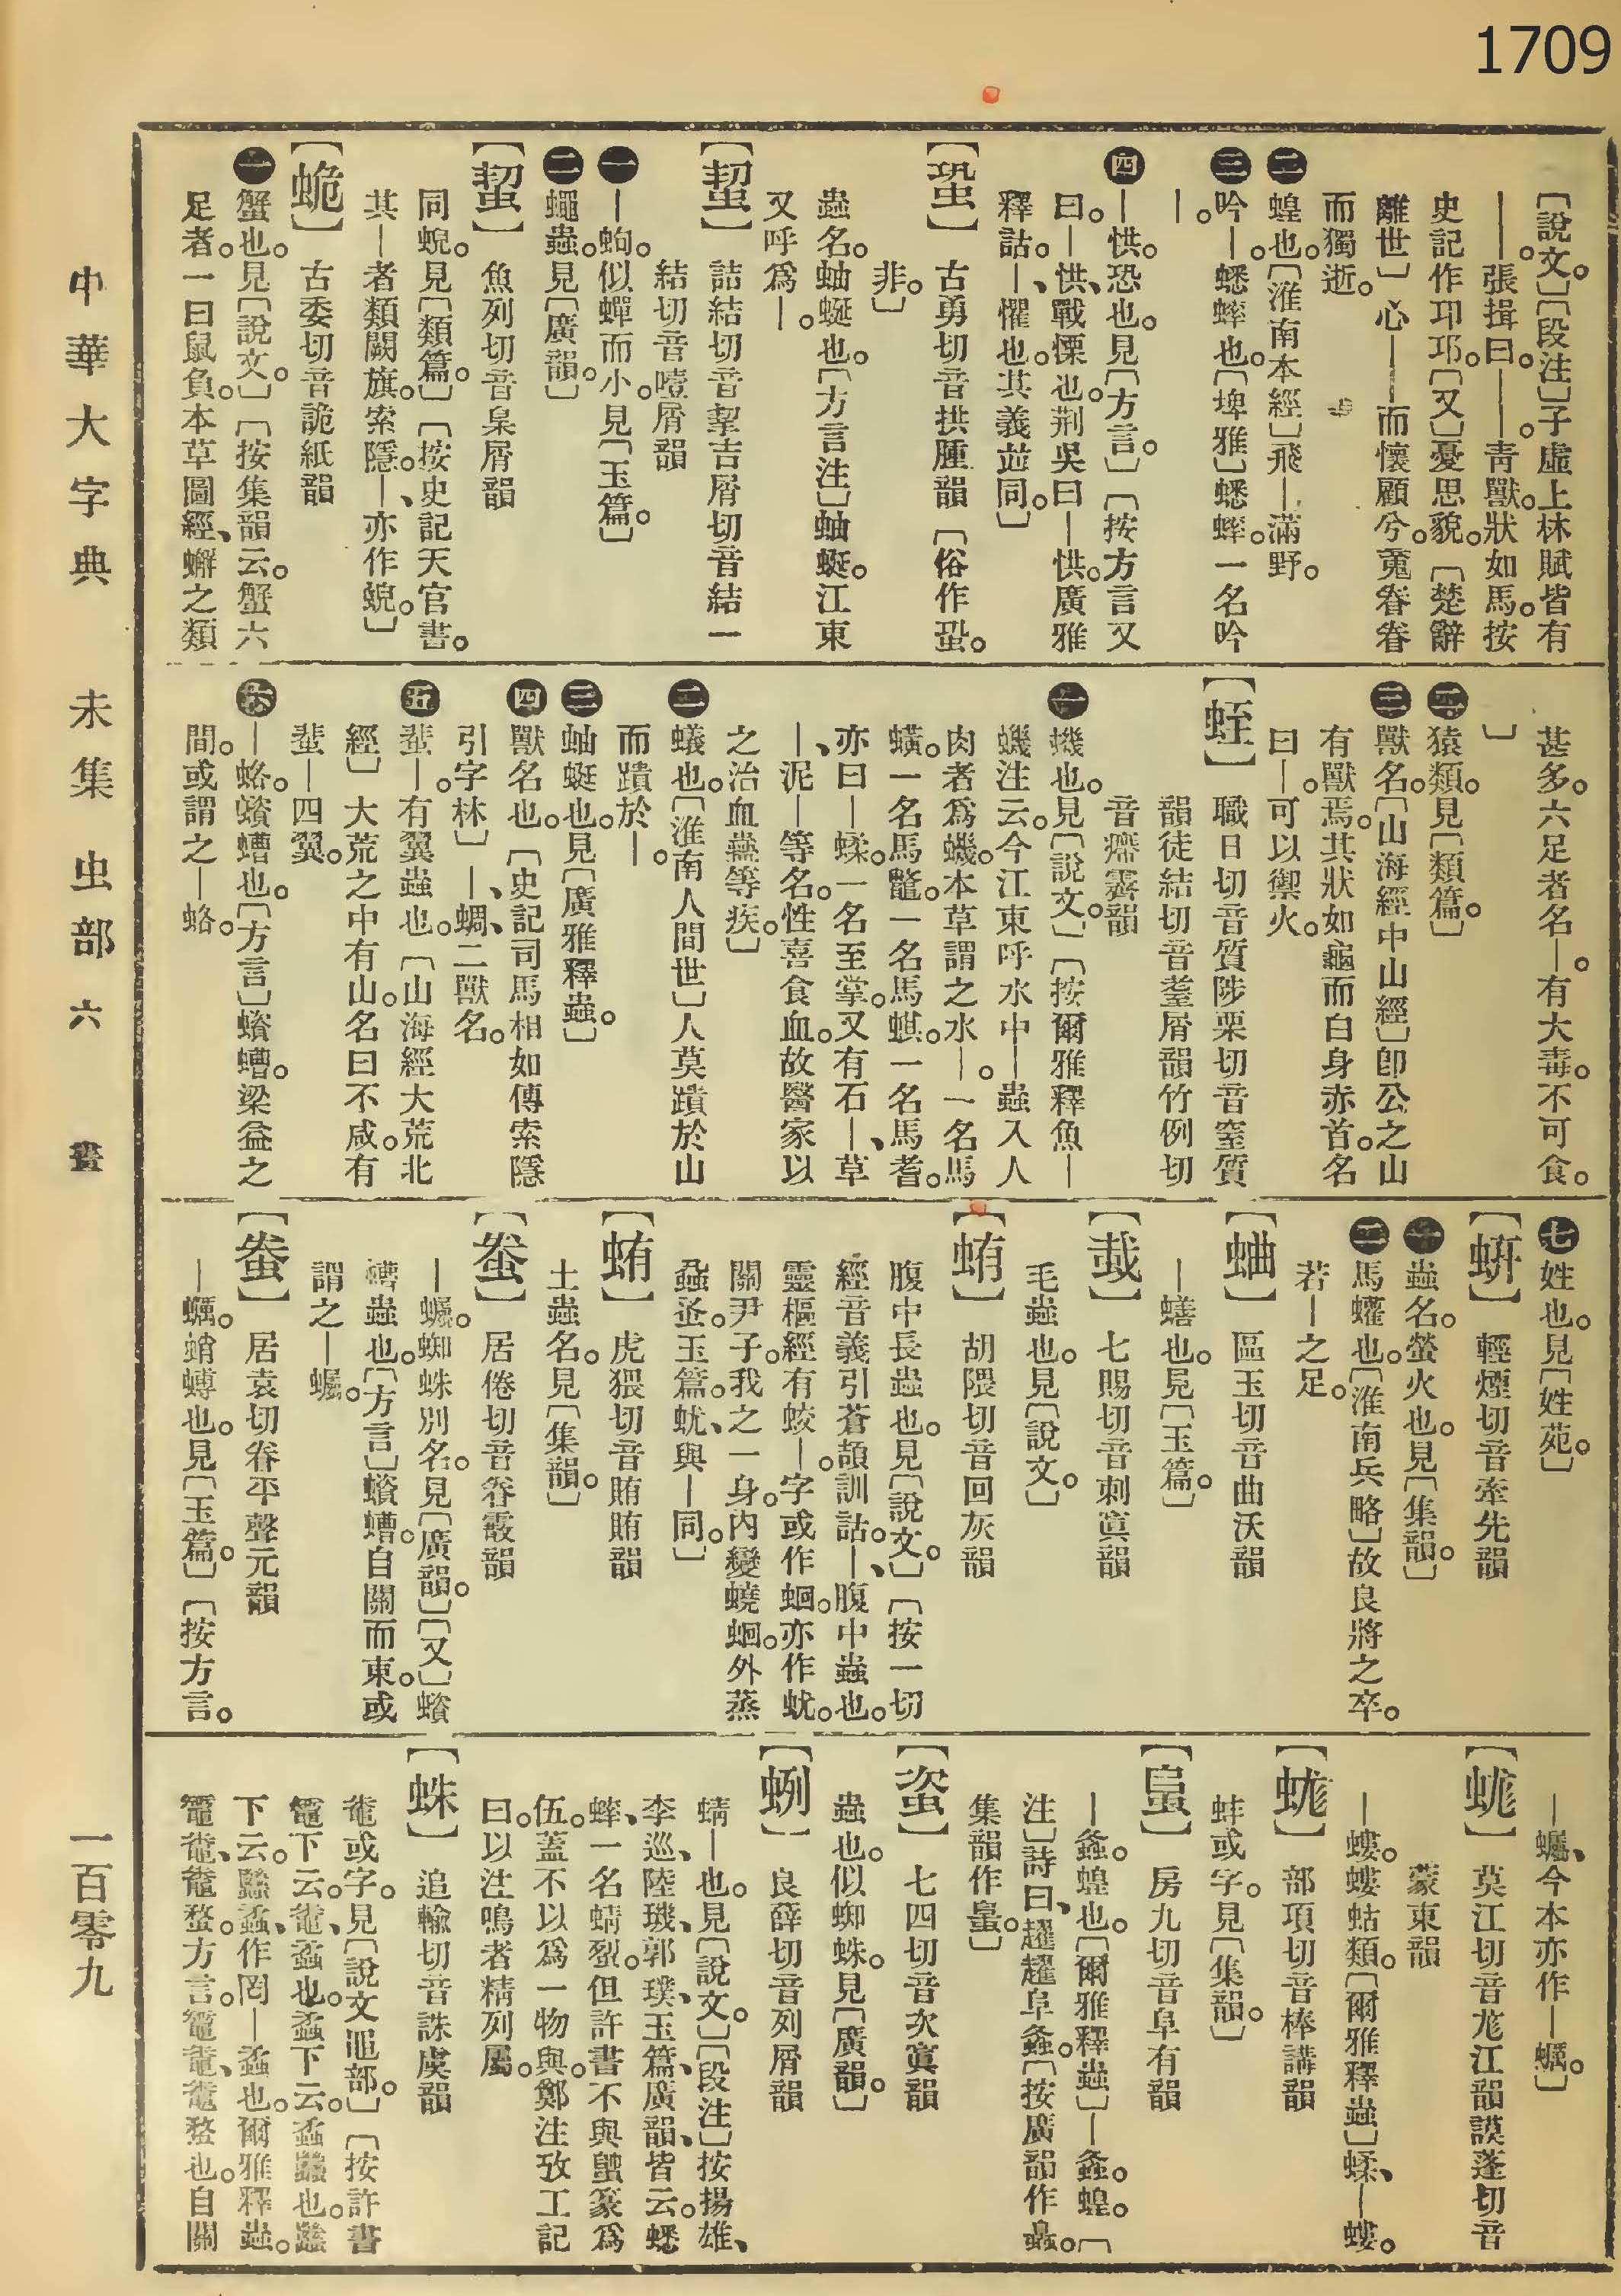 1709
[說文。][段注]子虛上林賦皆有
——。張揖曰。——。青獸。狀如馬。按
史記作邛邛。[又]憂思貌。[楚辭
離世]心——而懷顧兮。魂眷眷
而獨逝。
二蝗也。[淮南本經]飛—滿野。
三吟—。蟋蟀也。[埤雅]蟋蟀。一名吟
—。
四—供。恐也。見[方言。][按方言又
曰。—供、戰慄也。荆吳曰—供。廣雅
釋詁。—、懼也。其義並同。]
【蛩】古勇切音拱腫韻[俗作蛩。
非。]
蟲名。蚰蜒也。[方言注]蚰蜒。江東
又呼爲—。
【蛪】詰結切音挈吉屑切音結一
結切音噎屑韻
一—蚼。似蟬而小。見[玉篇。]
二蠅蟲。見[廣韻。]
【蛪】魚列切音臬屑韻
同蜺。見[類篇。][按史記天官書。
其—者類闕旗。索隱。—、亦作蜺。]
【蛫】古委切音詭紙韻
一蟹也。見[說文。][按集韻云。蟹六
足者。一曰鼠負。本草圖經、蠏之類
甚多。六足者名—。有大毒。不可食。
]
二猿類。見[類篇。]
三獸名。[山海經中山經]卽公之山
有獸焉。其狀如龜而白身赤首。名
曰—。可以禦火。
【蛭】職日切音質陟栗切音窒質
韻徒結切音耋屑韻竹例切
音㿃霽韻
一蟣也。見[說文。][按爾雅釋魚—
蟣注云。今江東呼水中—蟲入人
肉者爲蟣。本草謂之水—。一名馬
蟥。一名馬鼈。一名馬蜞。一名馬耆。
亦曰—蝚。一名至掌。又有石—、草
—、泥—等名。性喜食血。故醫家以
之治血蠱等疾。]
二蟻也。[淮南人間世]人莫蹟於山
而蹟於—。
三蚰蜓也。見[廣雅釋蟲。]
四獸名也。[史記司馬相如傳索隱
引字林]—、蜩、二獸名。
五蜚—。有翼蟲也。[山海經大荒北
經]大荒之中有山。名曰不咸。有
蜚—四翼。
六—蛒。蠀螬也。[方言]蠀螬。梁益之
間。或謂之—蛒。
七姓也。見[姓苑。]
【蚈】輕煙切音牽先韻
一蟲名。螢火也。見[集韻。]
二馬蠸也。[淮南兵略]故良將之卒。
若—之足。
【蛐】區玉切音曲沃韻
—蟮也。見[玉篇。]
【蛓】七賜切音刺寘韻
毛蟲也。見[說文。]
【蛕】胡隈切音回灰韻
腹中長蟲也。見[說文。][按一切
經音義引蒼頡訓詁。—、腹中蟲也。
靈樞經有蛟—。字或作蛔。亦作蚘。
關尹子。我之一身。內變蟯蛔。外蒸
蝨蚤。玉篇。蚘、與—同。]
【蛕】虎猥切音賄賄韻
土蟲名。見[集韻。]
【蛬】居倦切音眷霰韻
—蠾。蜘蛛別名。見[廣韻。][又]蠀
螬蟲也。[方言]蠀螬。自關而東。或
謂之—蠾。
【蛬】居袁切眷平聲元韻
—蠾。蝤蠐也。見[玉篇。][按方言。
—蠾、今本亦作—蠾。]
【蛖】莫江切音尨江韻謨蓬切音
蒙東韻
—螻。螻蛄類。[爾雅釋蟲]蝚、—螻。
【蛖】部項切音棒講韻
蚌或字。見[集韻。]
【蛗】房九切音阜有韻
—螽。蝗也。[爾雅釋蟲]—螽。蝗。[
注]詩曰、趯趯阜螽。[按廣韻作𧒂。
集韻作蛗。]
【蛓】七四切音次寘韻
蟲也。似蜘蛛。見[廣韻。]
【蛚】良薛切音列屑韻
蜻—也。見[說文。][段注]按揚雄、
李巡、陸璣、郭璞、玉篇、廣韻、皆云。蟋
蟀、一名蜻蛚。但許書不與蟋篆爲
伍。蓋不以爲一物與。鄭注攷工記
曰。以注鳴者精列屬。
【蛛】追輸切音誅虞韻
鼄或字。見[說文黽部。][按許書
鼅下云。鼄、蝥也。蝥下云。蝥蟊也。蟊
下云。𧕅蝥、作罔—蝥也。爾雅釋蟲。
鼅鼄、鼄蝥。方言。鼅鼄、鼄蝥也。自關
中華大字典 未集 虫部 六畫 一百零九